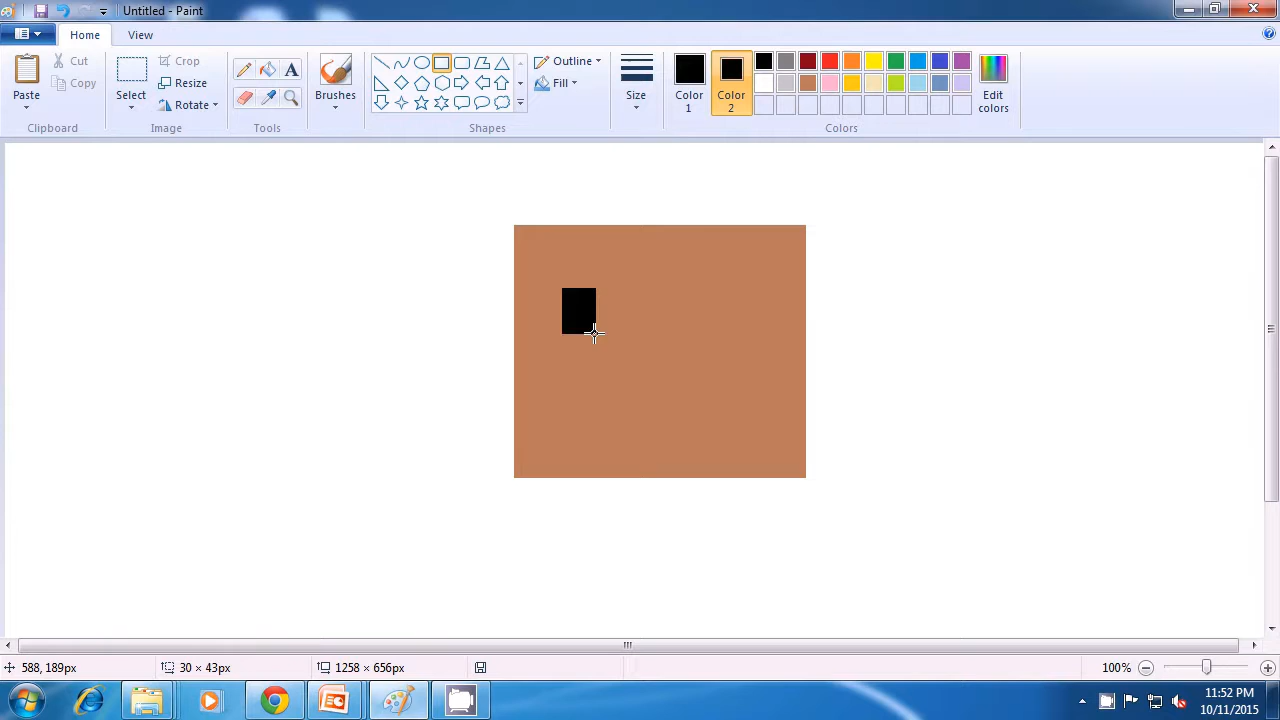 Untitled - Paint
Home
View
Paste
Cut
Copy
Clipboard
Select
Crop
Resize
Rotate
Image
Tools
Brushes
Outline
Fill
Shapes
Size
Color
1
Color
2
Edit
colors
Colors
588, 189px
30 × 43px
1258 × 656px
100%
11:52 PM
10/11/2015